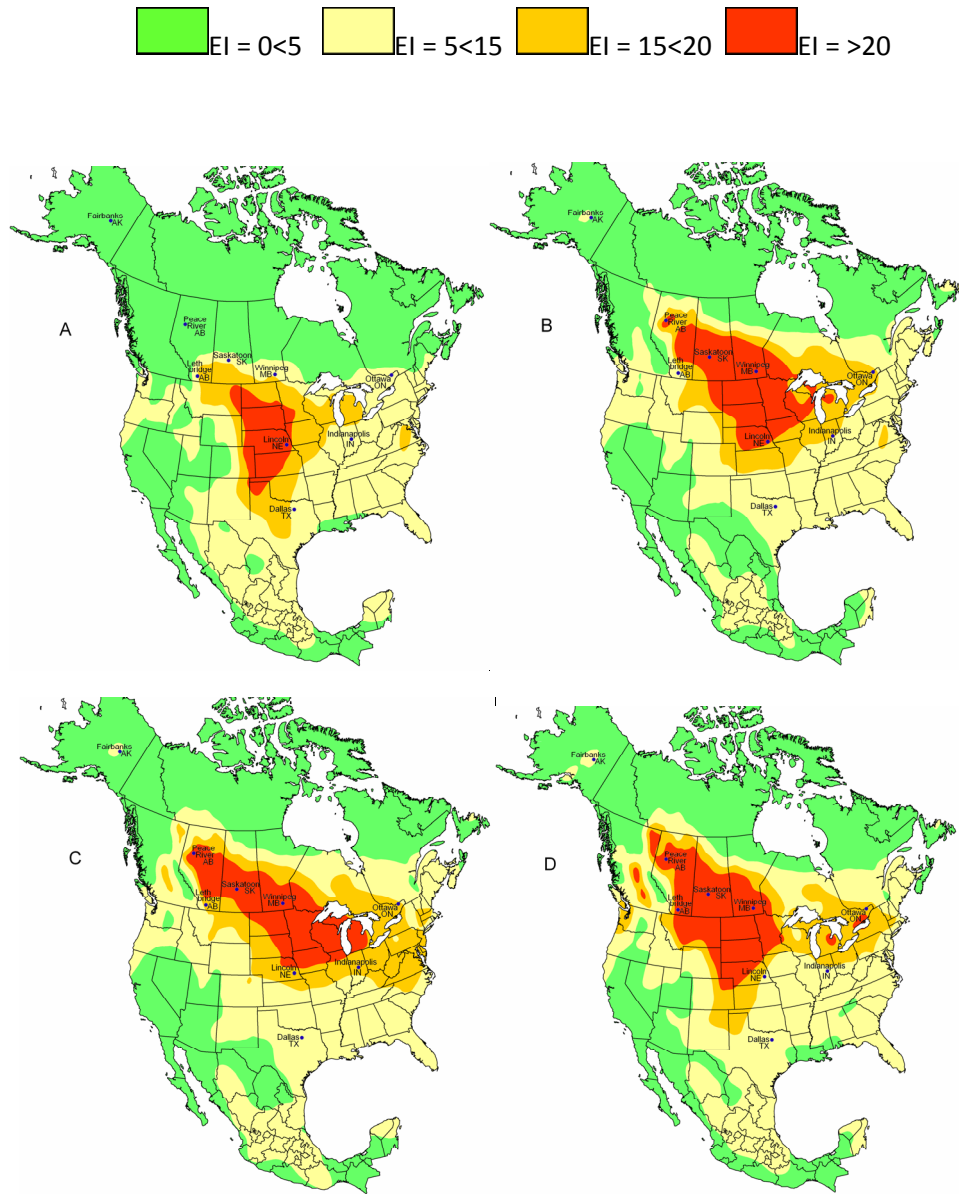 EI = 0<5 EI = 5<15 EI = 15<20 EI = >20
A
Fairbanks
AK
Peace
River
AB
Leth
bridge
AB
Saskatoon
SK
Winnipeg
MB
Ottawa
ON
Lincoln
NE
Indianapolis
IN
Dallas
TX
B
Fairbanks
AK
Peace
River
AB
Leth
bridge
AB
Saskatoon
SK
Winnipeg
MB
Ottawa
ON
Lincoln
NE
Indianapolis
IN
Dallas
TX
C
Fairbanks
AK
Peace
River
AB
Leth
bridge
AB
Saskatoon
SK
Winnipeg
MB
Ottawa
ON
Lincoln
NE
Indianapolis
IN
Dallas
TX
D
Fairbanks
AK
Peace
River
AB
Leth
bridge
AB
Saskatoon
SK
Winnipeg
MB
Ottawa
ON
Lincoln
NE
Indianapolis
IN
Dallas
TX